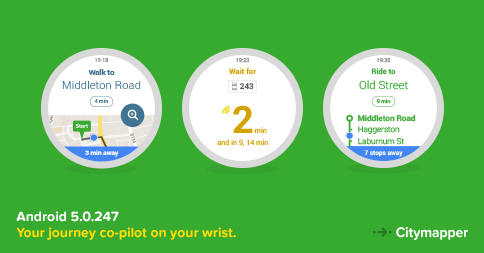 19:18
Walk to
Middleton Road
4 min
Start
3 min away
19:23
Wait for
243
2 min
and in 9, 14 min
19:35
Ride to
Old Street
9 min
Middleton Road
Haggerston
Laburnum St
7 stops away
Android 5.0.247
Your journey co-pilot on your wrist.
Citymapper